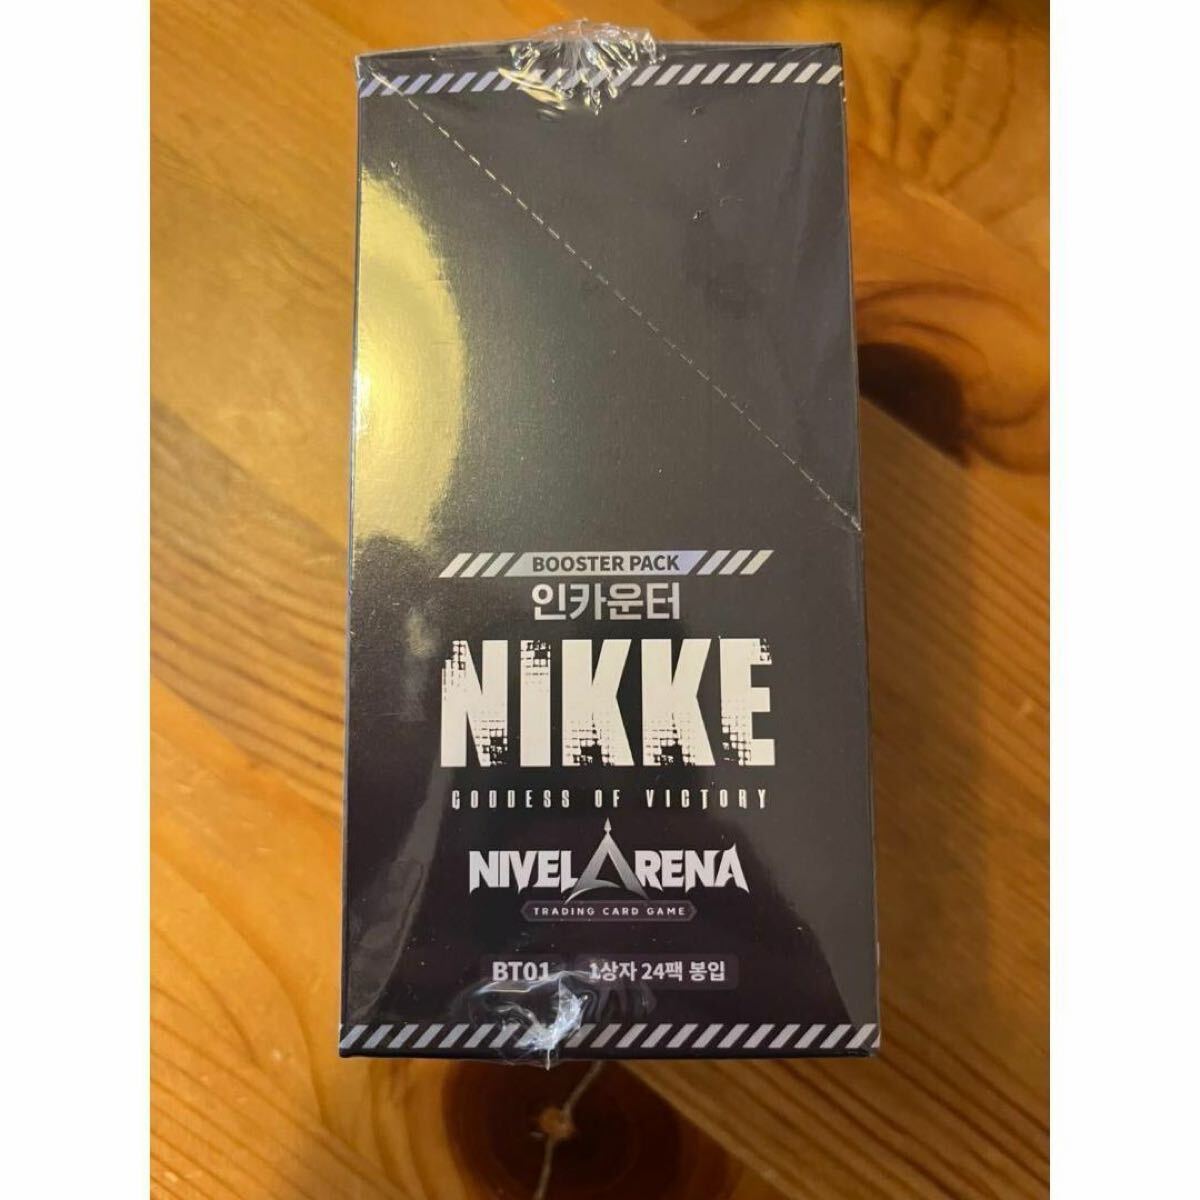 BOOSTER PACK
인카운터
NIKKE
GODDESS OF VICTORY
NIVEL ARENA
TRADING CARD GAME
BT01 1상자 24팩 봉입